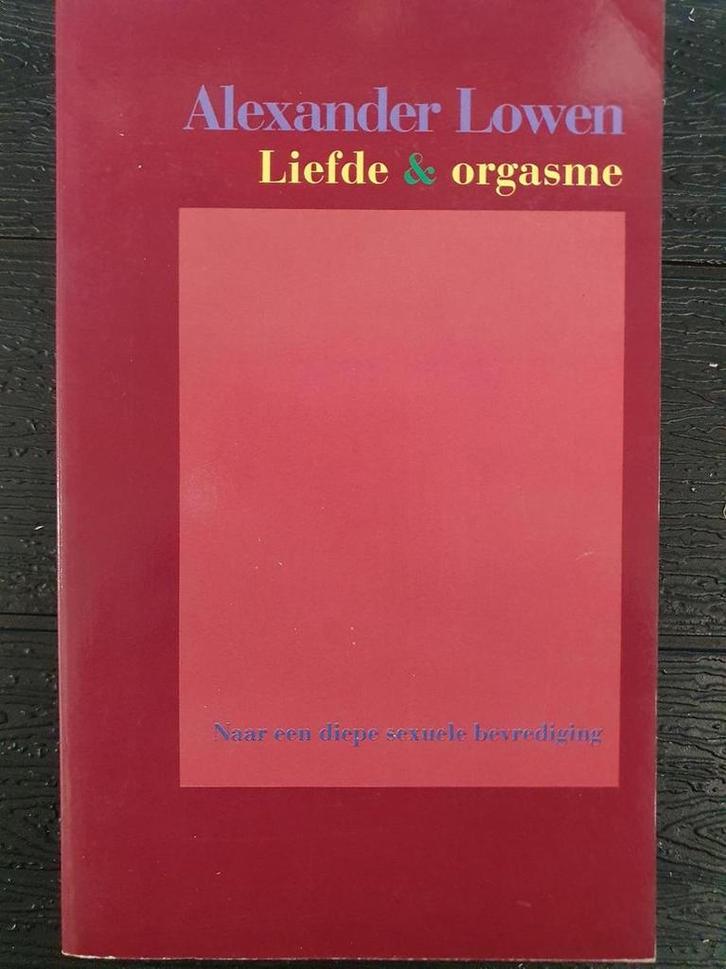 Alexander Lowen
Liefde & orgasme
Naar een diepe sexuele bevrediging